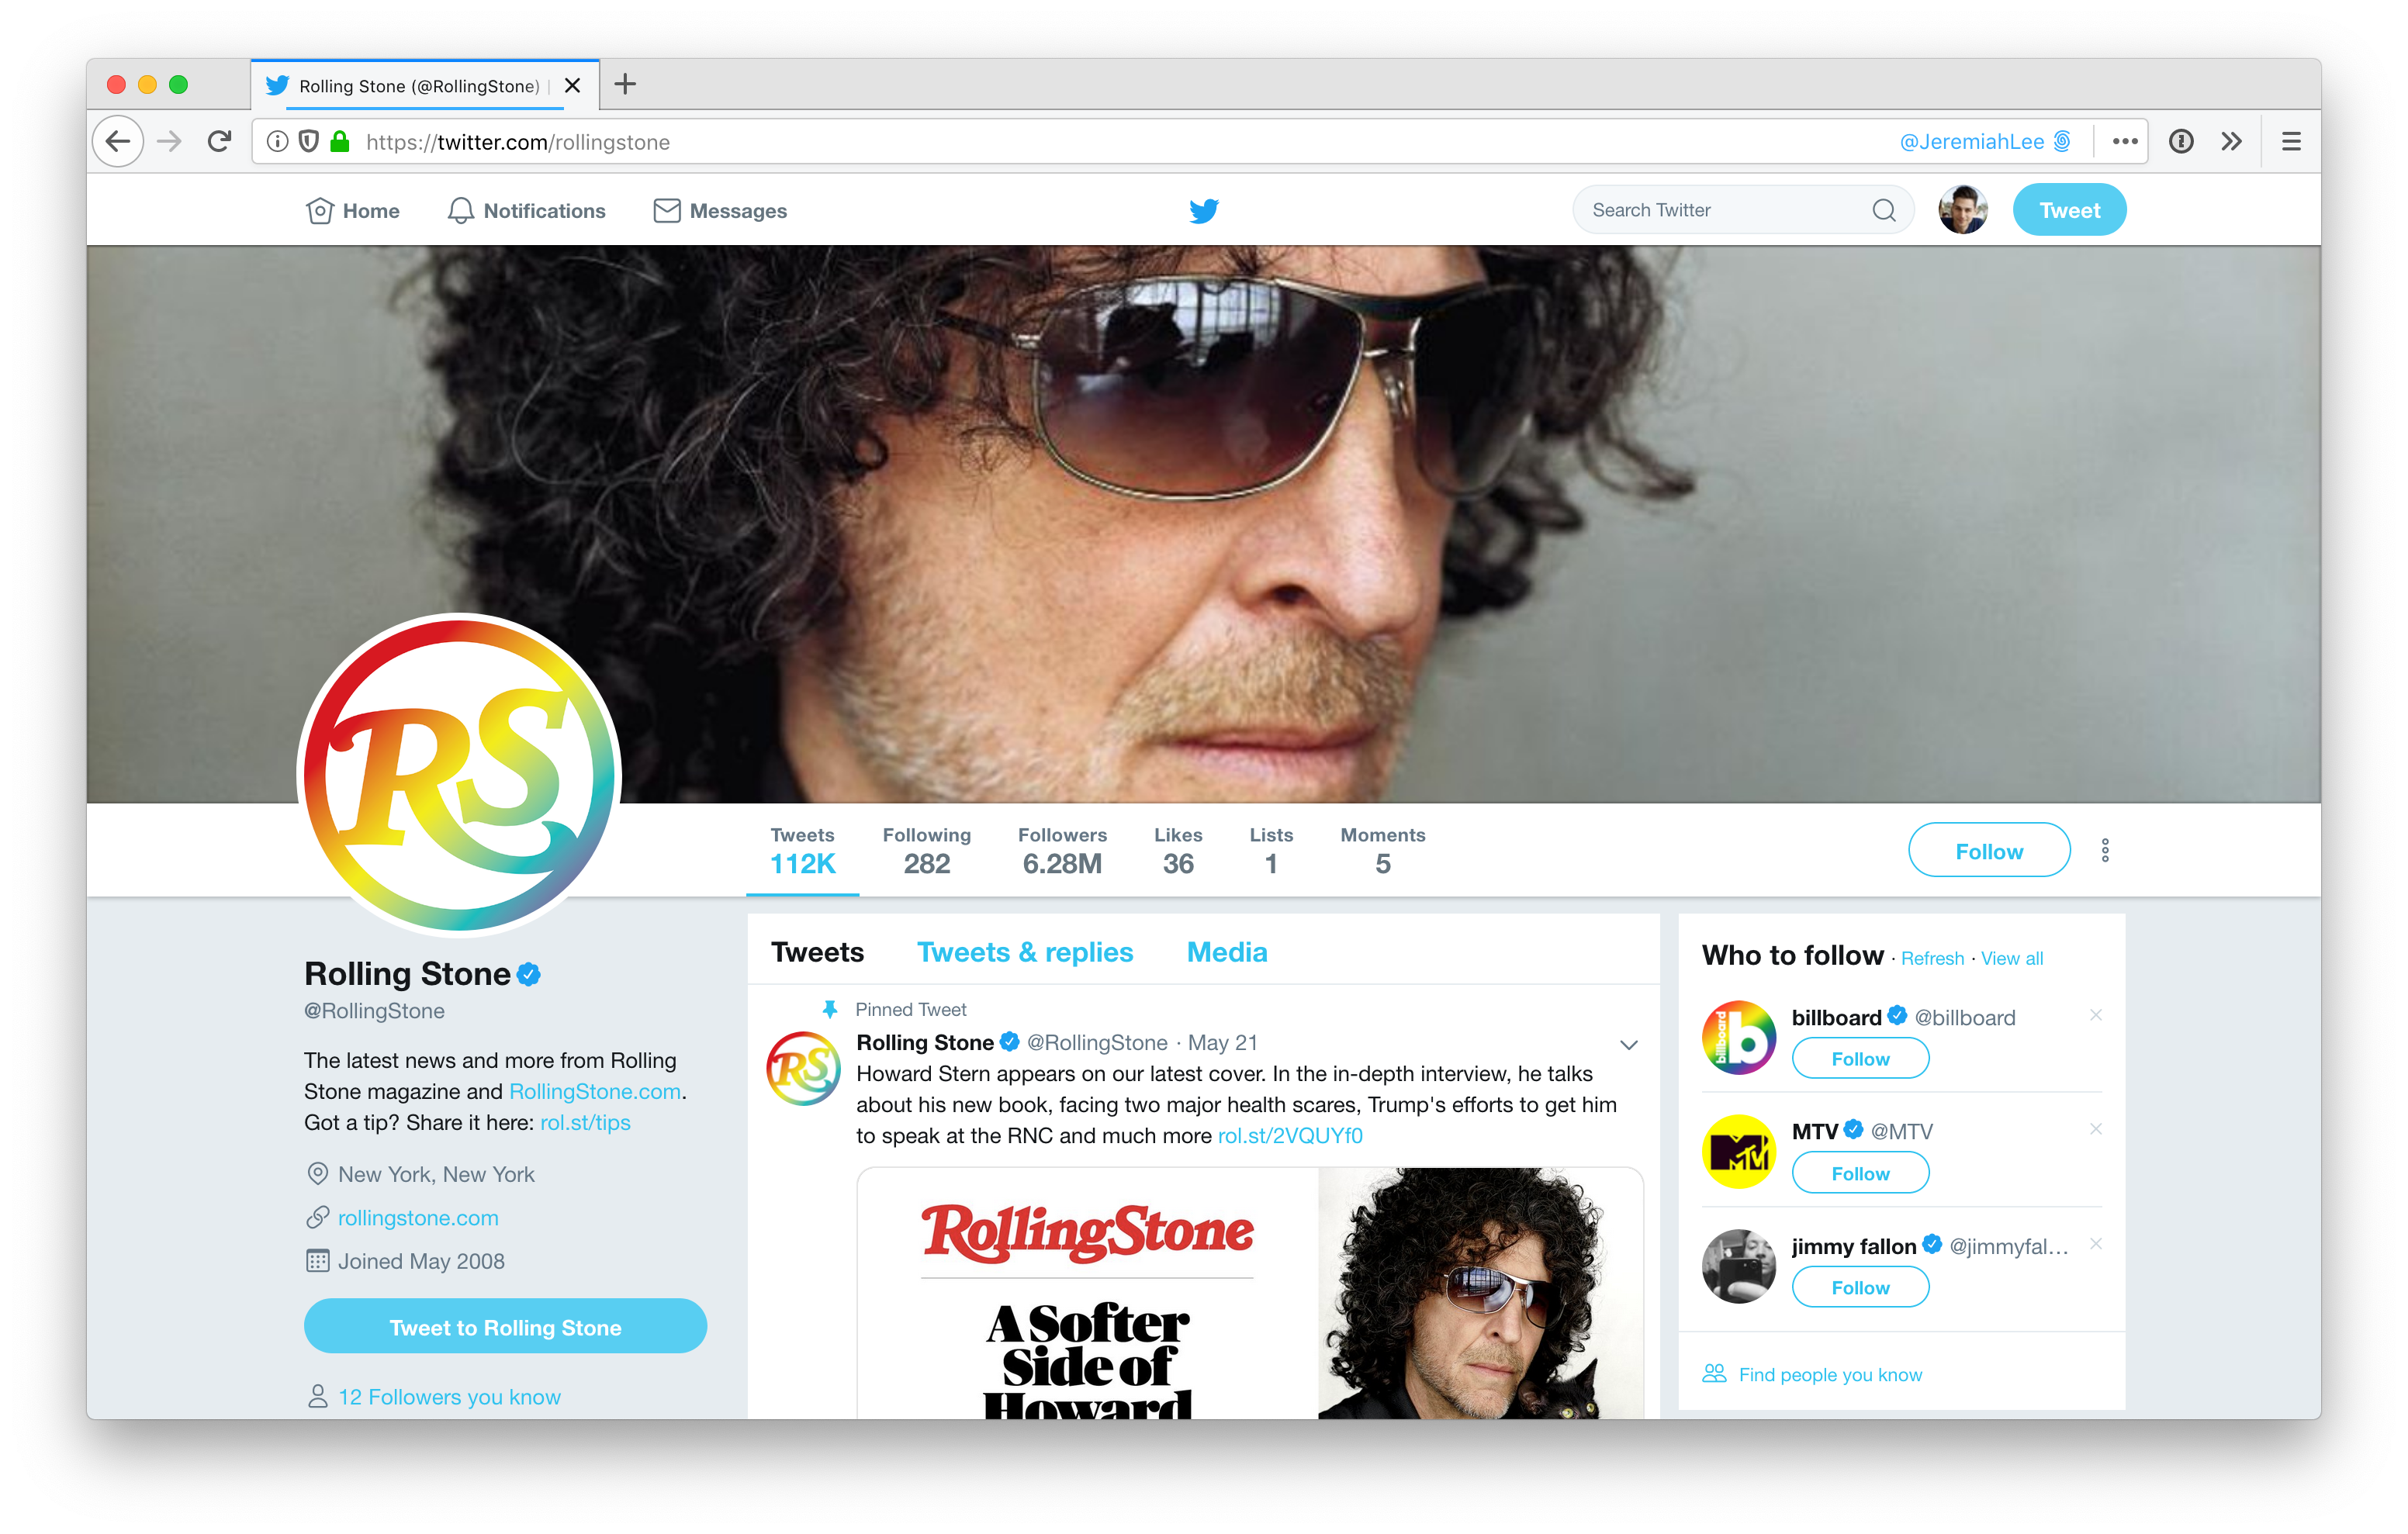 Rolling Stone (@RollingStone) |
https://twitter.com/rollingstone
@JeremiahLee
Home
Notifications
Messages
Search Twitter
Tweet
RS
Tweets
112K
Following
282
Followers
6.28M
Likes
36
Lists
1
Moments
5
Follow
Rolling Stone
@RollingStone
The latest news and more from Rolling
Stone magazine and RollingStone.com.
Got a tip? Share it here: rol.st/tips
New York, New York
rollingstone.com
Joined May 2008
Tweet to Rolling Stone
12 Followers you know
Tweets
Tweets & replies
Media
Pinned Tweet
RS
Rolling Stone @RollingStone · May 21
Howard Stern appears on our latest cover. In the in-depth interview, he talks
about his new book, facing two major health scares, Trump's efforts to get him
to speak at the RNC and much more rol.st/2VQUYf0
RollingStone
A Softer
Side of
Howard
Who to follow · Refresh · View all
billboard
b
billboard @billboard
Follow
MTV
MTV @MTV
Follow
jimmy fallon @jimmyfal...
Follow
Find people you know